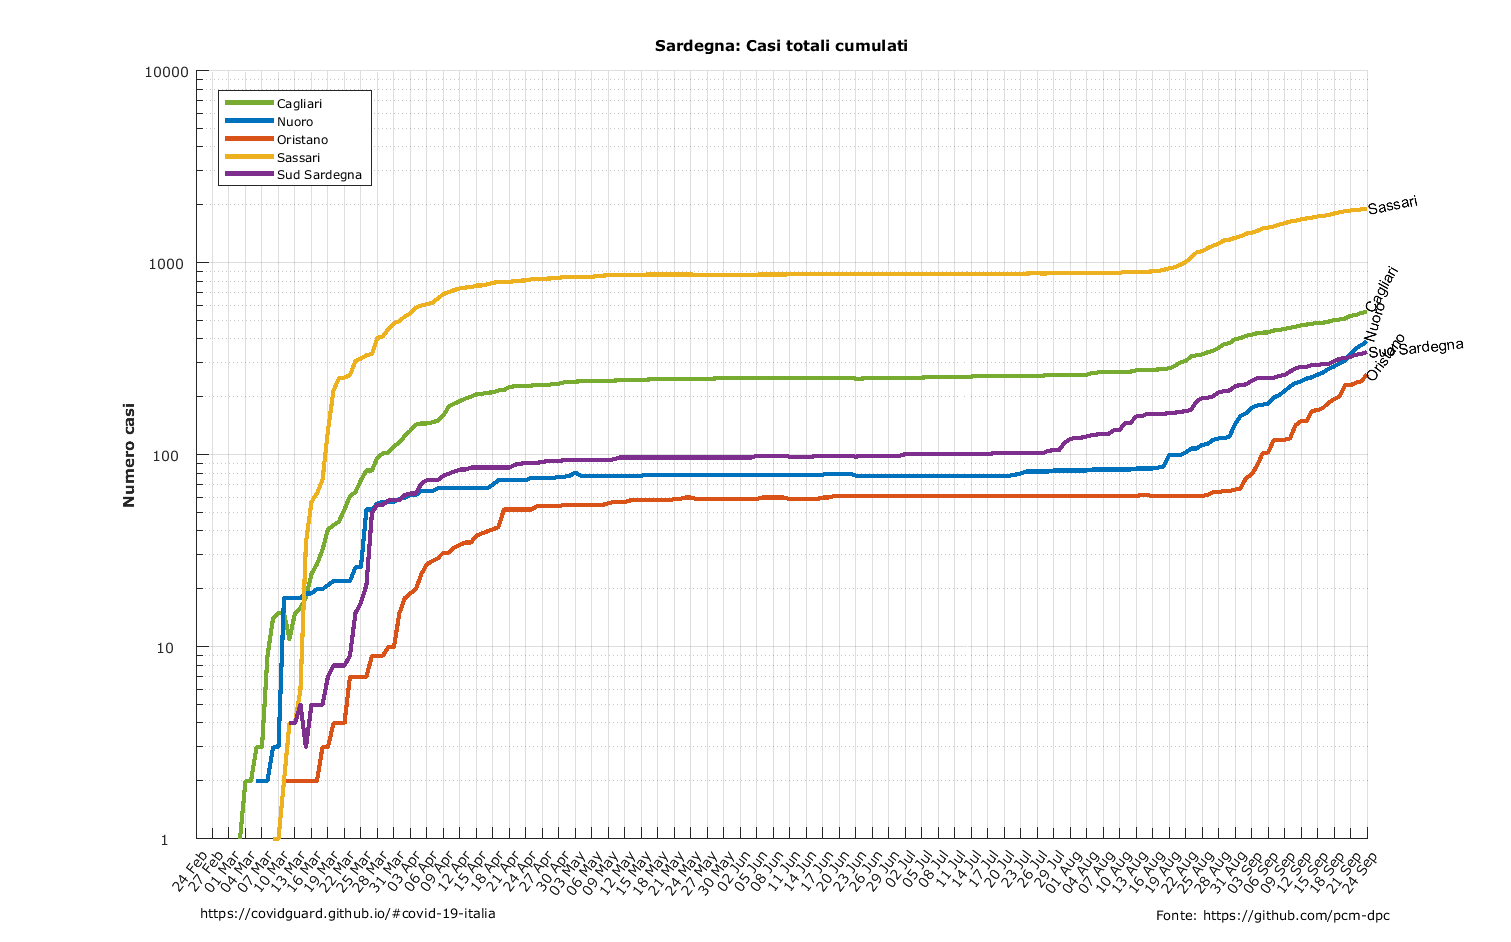 Sardegna: Casi totali cumulati
10000
1000
100
10
1
Numero casi
Cagliari
Nuoro
Oristano
Sassari
Sud Sardegna
Sassari
Cagliari
Nuoro
Sud Sardegna
Oristano
24 Feb
27 Feb
01 Mar
04 Mar
07 Mar
10 Mar
13 Mar
16 Mar
19 Mar
22 Mar
25 Mar
28 Mar
31 Mar
03 Apr
06 Apr
09 Apr
12 Apr
15 Apr
18 Apr
21 Apr
24 Apr
27 Apr
30 Apr
03 May
06 May
09 May
12 May
15 May
18 May
21 May
24 May
27 May
30 May
02 Jun
05 Jun
08 Jun
11 Jun
14 Jun
17 Jun
20 Jun
23 Jun
26 Jun
29 Jun
02 Jul
05 Jul
08 Jul
11 Jul
14 Jul
17 Jul
20 Jul
23 Jul
26 Jul
29 Jul
01 Aug
04 Aug
07 Aug
10 Aug
13 Aug
16 Aug
19 Aug
22 Aug
25 Aug
28 Aug
31 Aug
03 Sep
06 Sep
09 Sep
12 Sep
15 Sep
18 Sep
21 Sep
24 Sep
https://covidguard.github.io/#covid-19-italia
Fonte: https://github.com/pcm-dpc